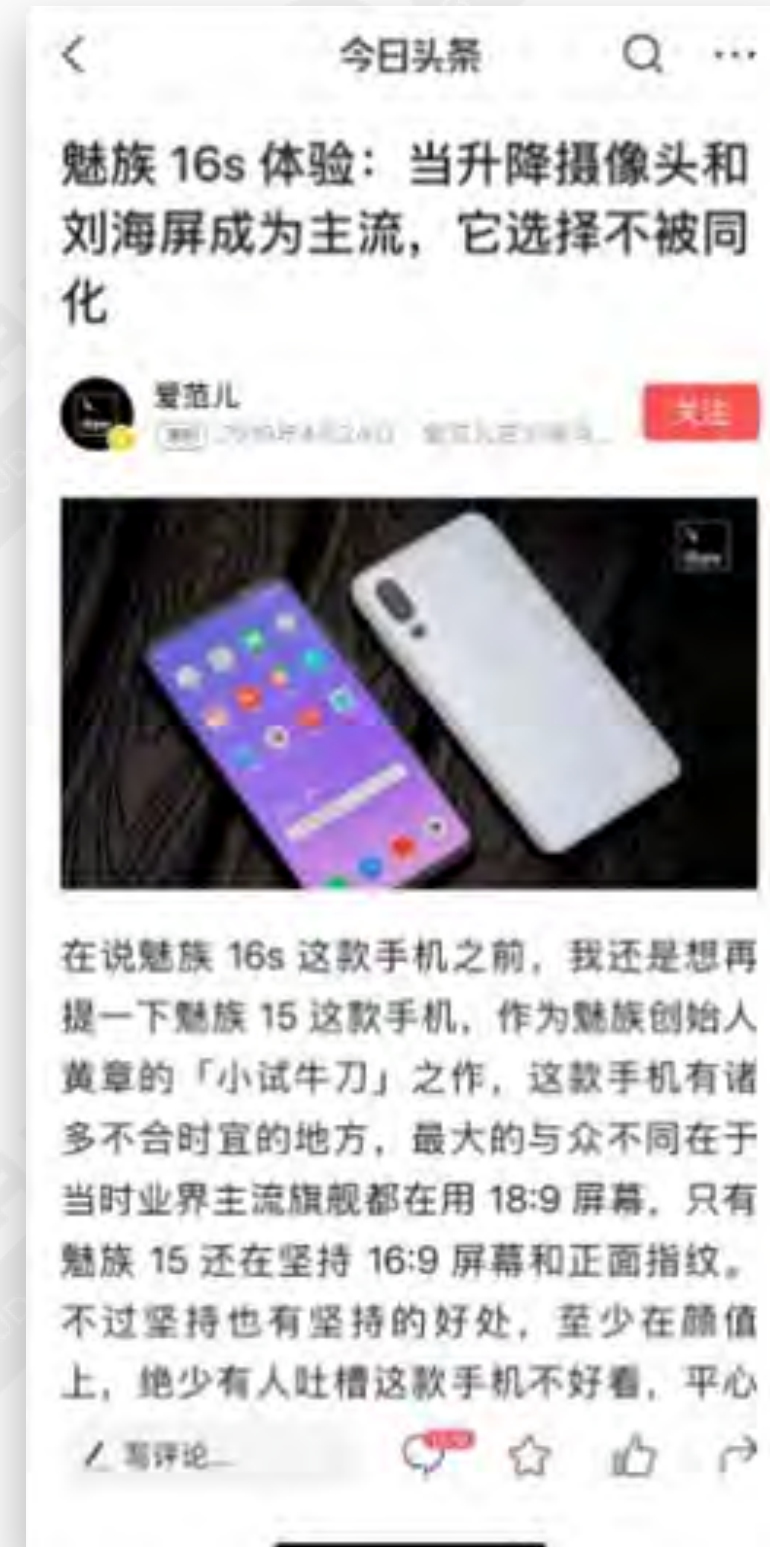 今日头条
魅族 16s 体验：当升降摄像头和
刘海屏成为主流，它选择不被同
化
爱范儿
关注
在说魅族 16s 这款手机之前，我还是想再
提一下魅族 15 这款手机，作为魅族创始人
黄章的「小试牛刀」之作，这款手机有诸
多不合时宜的地方，最大的与众不同在于
当时业界主流旗舰都在用 18:9 屏幕，只有
魅族 15 还在坚持 16:9 屏幕和正面指纹。
不过坚持也有坚持的好处，至少在颜值
上，绝少有人吐槽这款手机不好看，平心
写评论...